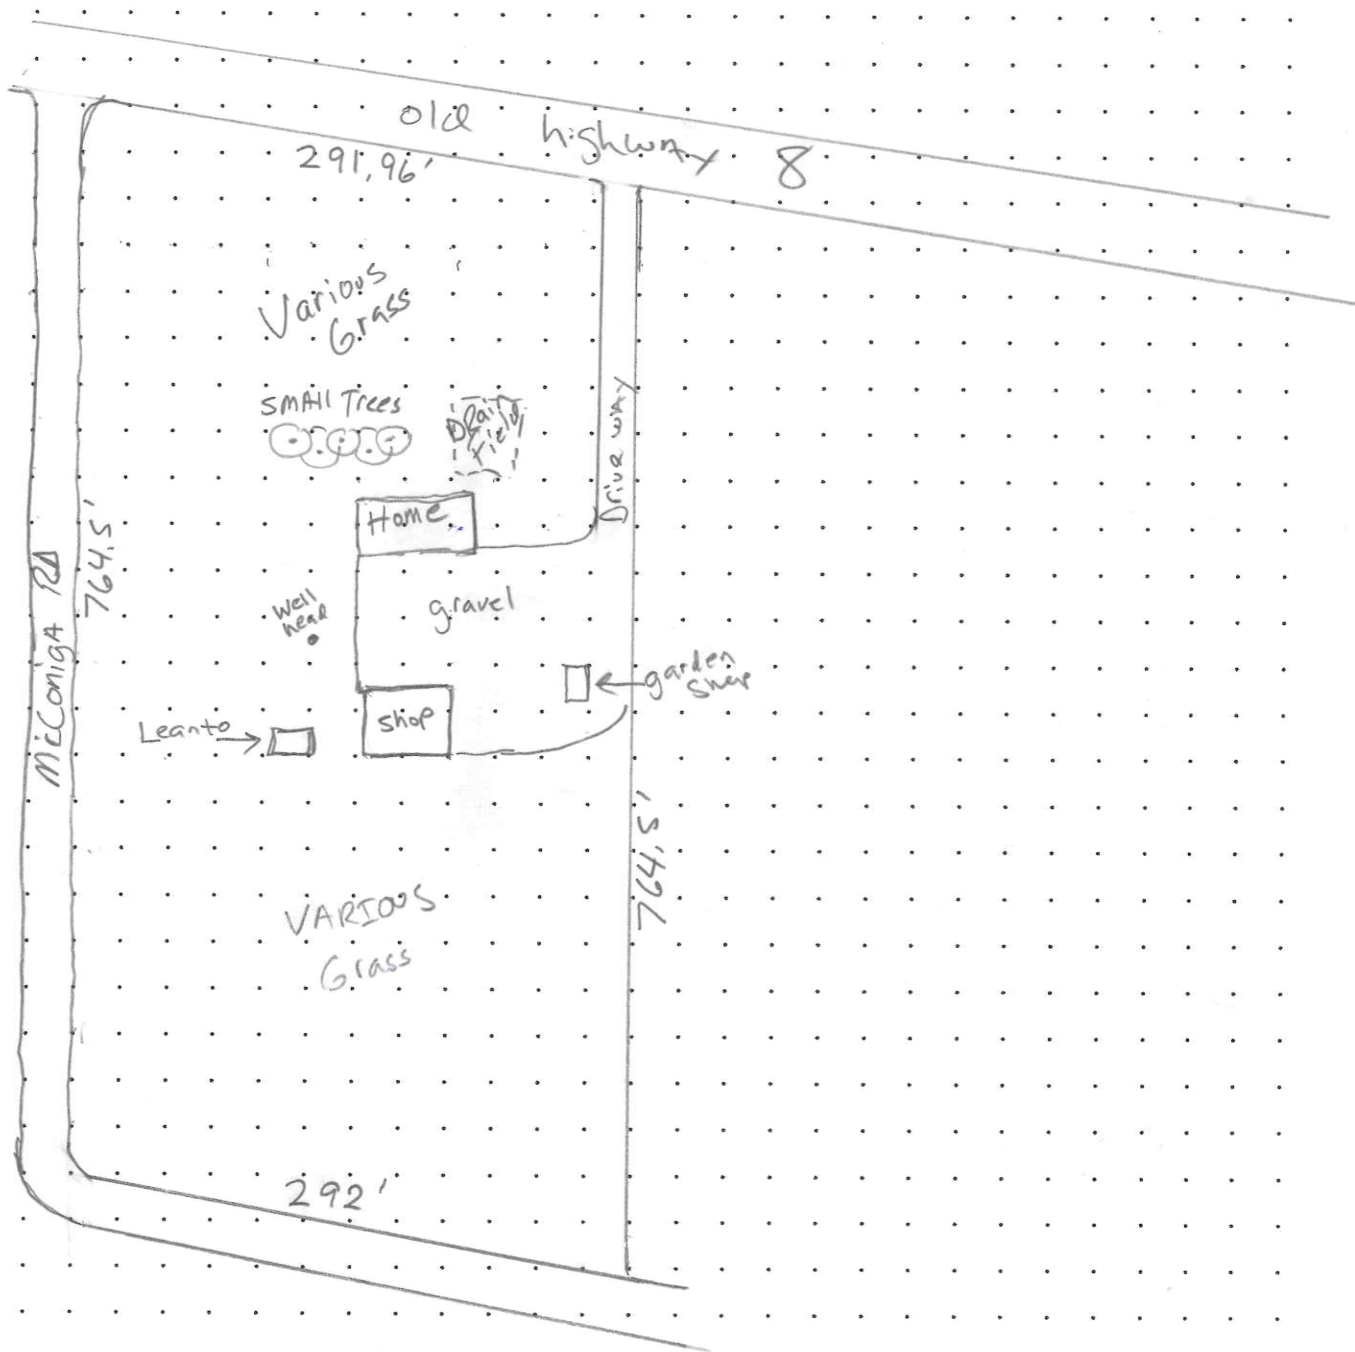 old highway 8
291.96'
Various
Grass
SMAll Trees
DRain
Field
Home
Drive wAy
764.5'
McConigA Rd
well
head
gravel
garden
Shep
Leanto
shop
764.5'
VARIOUS
Grass
292'